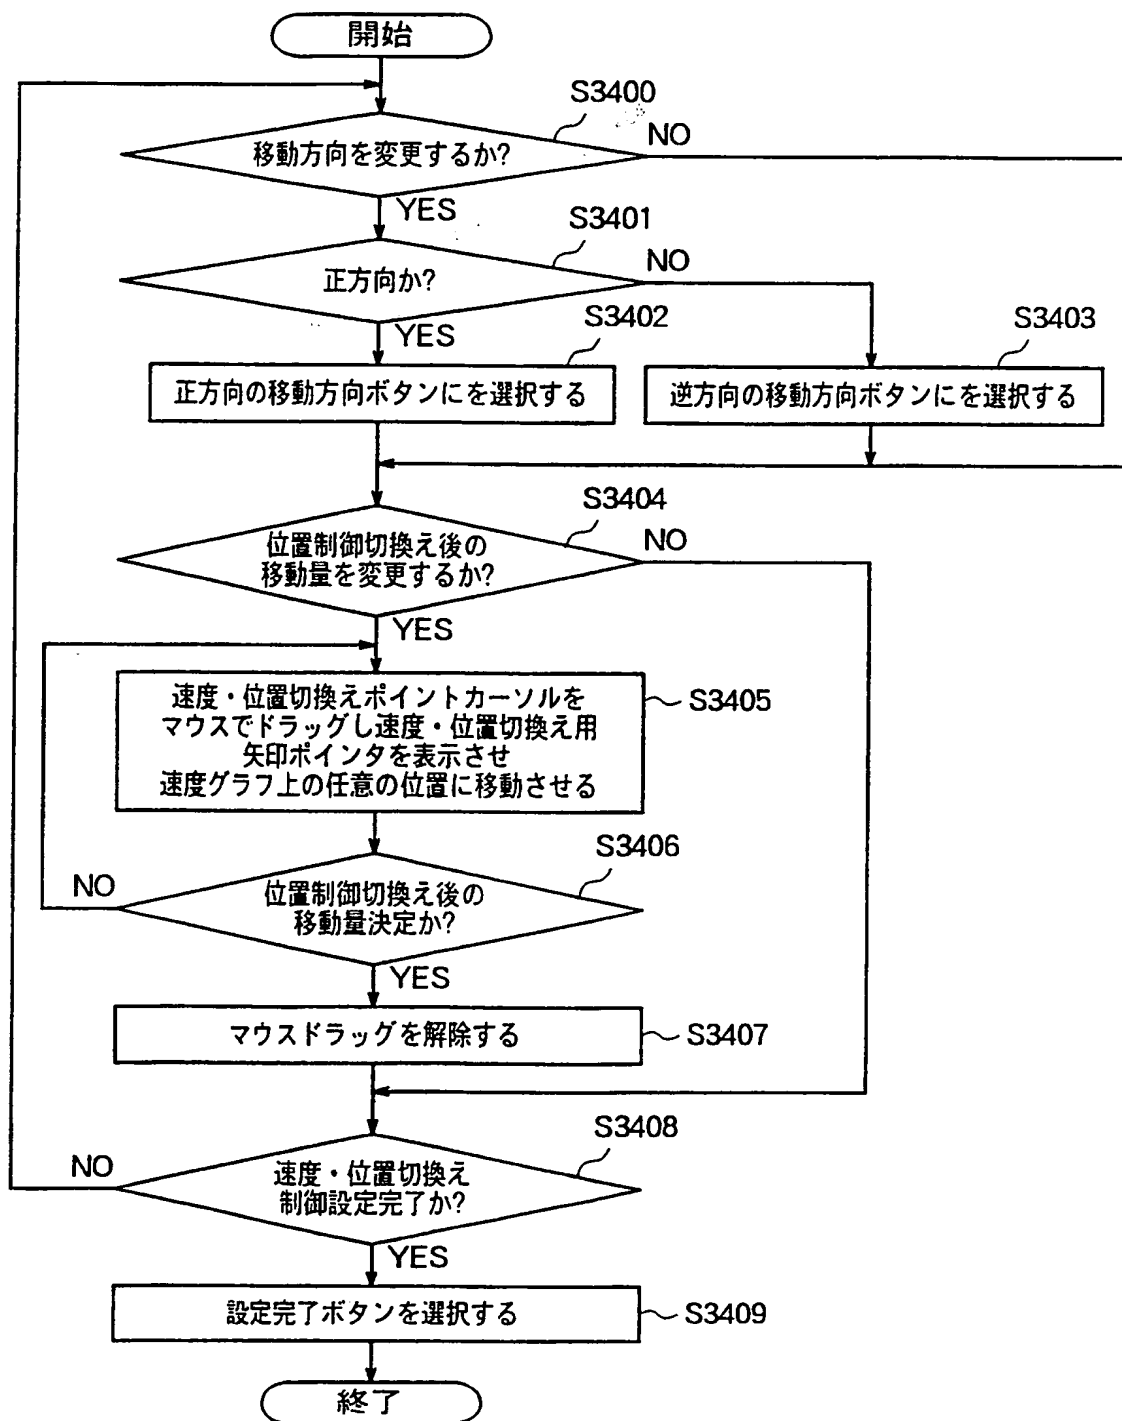 開始
S3400
移動方向を変更するか?
NO
YES
S3401
正方向か?
NO
YES
S3402
正方向の移動方向ボタンにを選択する
S3403
逆方向の移動方向ボタンにを選択する
S3404
位置制御切換え後の
移動量を変更するか?
NO
YES
速度・位置切換えポイントカーソルを
マウスでドラッグし速度・位置切換え用
矢印ポインタを表示させ
速度グラフ上の任意の位置に移動させる
S3405
S3406
位置制御切換え後の
移動量決定か?
NO
YES
マウスドラッグを解除する
S3407
S3408
速度・位置切換え
制御設定完了か?
NO
YES
設定完了ボタンを選択する
S3409
終了